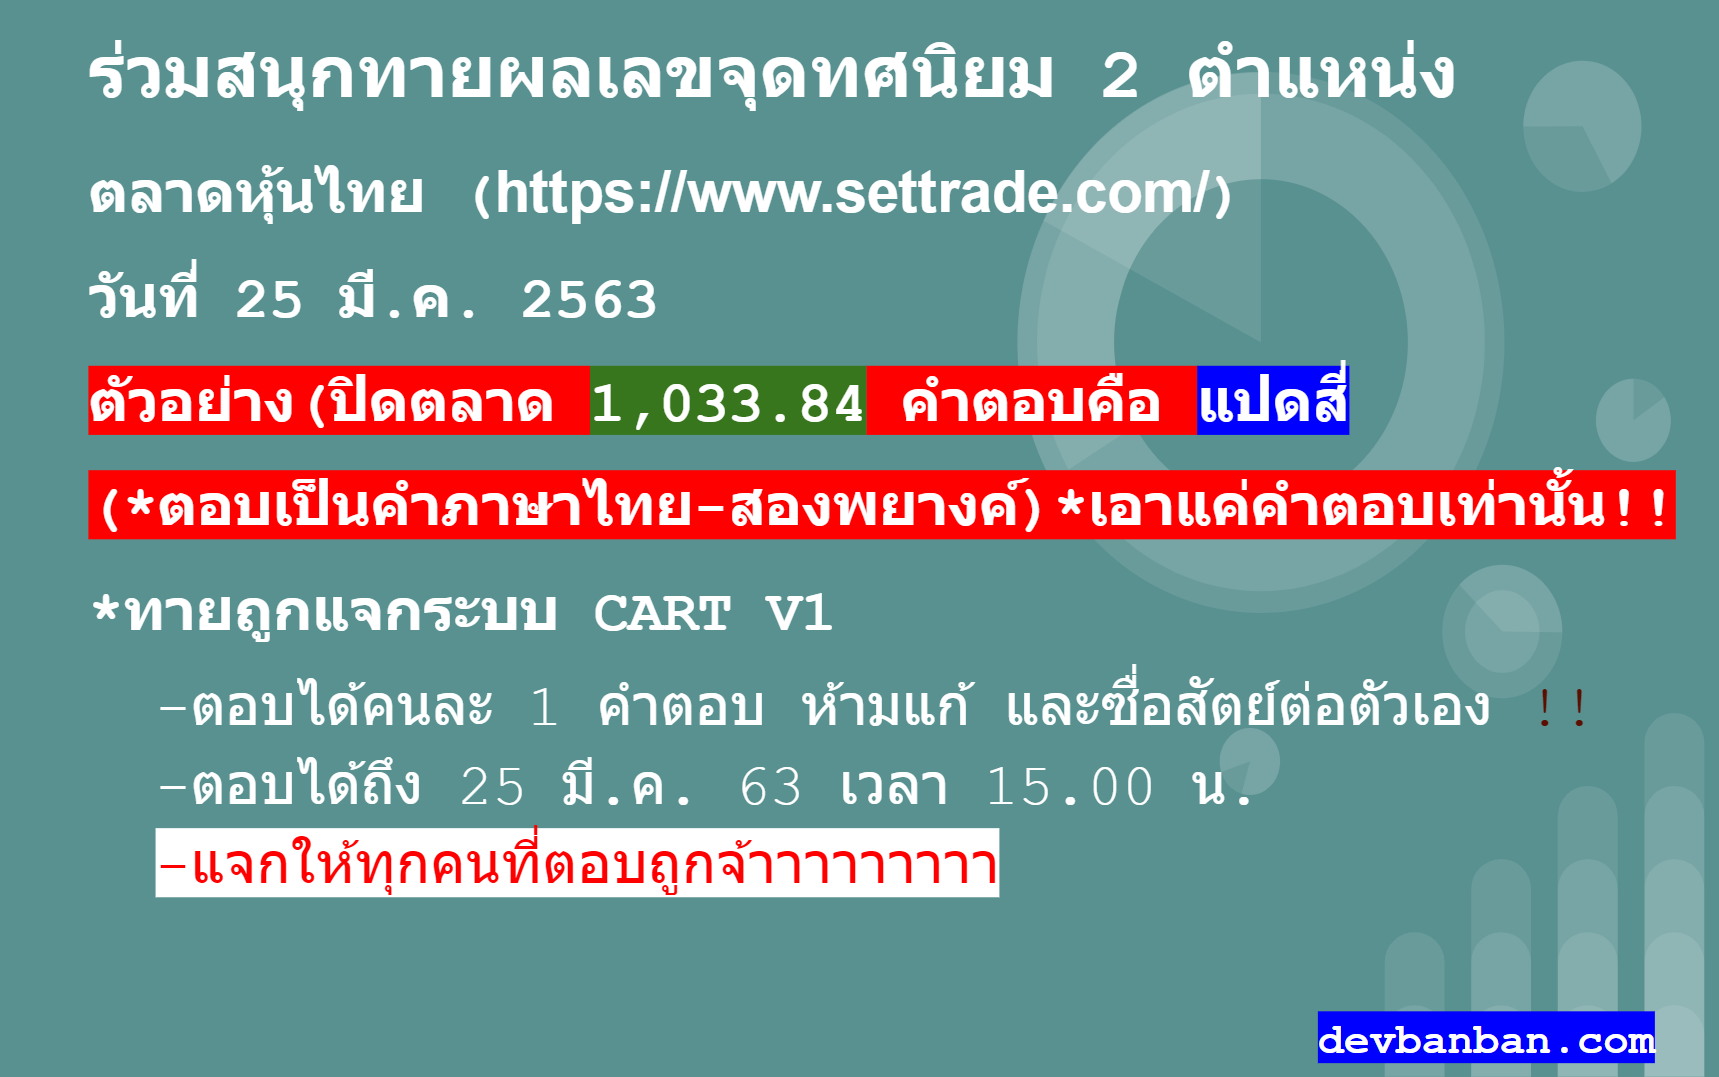 ร่วมสนุกทายผลเลขจุดทศนิยม 2 ตำแหน่ง
ตลาดหุ้นไทย (https://www.settrade.com/)
วันที่ 25 มี.ค. 2563
ตัวอย่าง(ปิดตลาด 1,033.84 คำตอบคือ แปดสี่
(*ตอบเป็นคำภาษาไทย-สองพยางค์)*เอาแค่คำตอบเท่านั้น!!
*ทายถูกแจกระบบ CART V1
-ตอบได้คนละ 1 คำตอบ ห้ามแก้ และซื่อสัตย์ต่อตัวเอง !!
-ตอบได้ถึง 25 มี.ค. 63 เวลา 15.00 น.
-แจกให้ทุกคนที่ตอบถูกจ้าาาาาาาาาา
devbanban.com